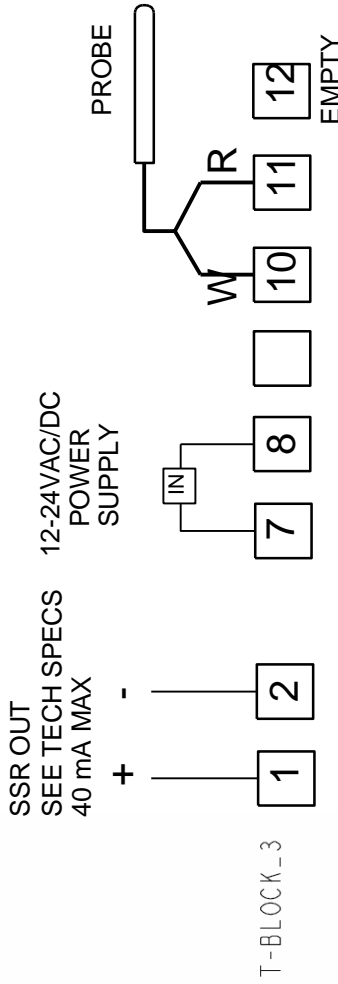 SSR OUT
SEE TECH SPECS
40 mA MAX
+ -
12-24VAC/DC
POWER
SUPPLY
IN
PROBE
W R
1 2 7 8 10 11 12
EMPTY
T-BLOCK_3